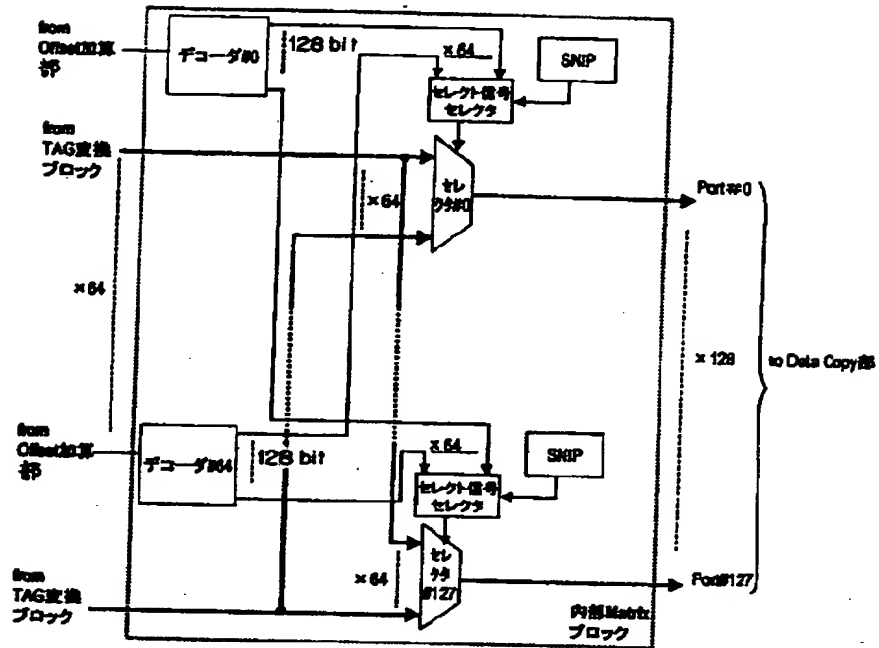 from
Offset加算
部
デコーダ#0
128 bit
×64
SNIP
セレクト信号
セレクタ
from
TAG変換
ブロック
×64
セレ
クタ#0
Port#0
×64
×128
to Data Copy部
from
Offset加算
部
デコーダ#64
128 bit
×64
SNIP
セレクト信号
セレクタ
×64
セレ
クタ
#127
Port#127
from
TAG変換
ブロック
内部Matrix
ブロック